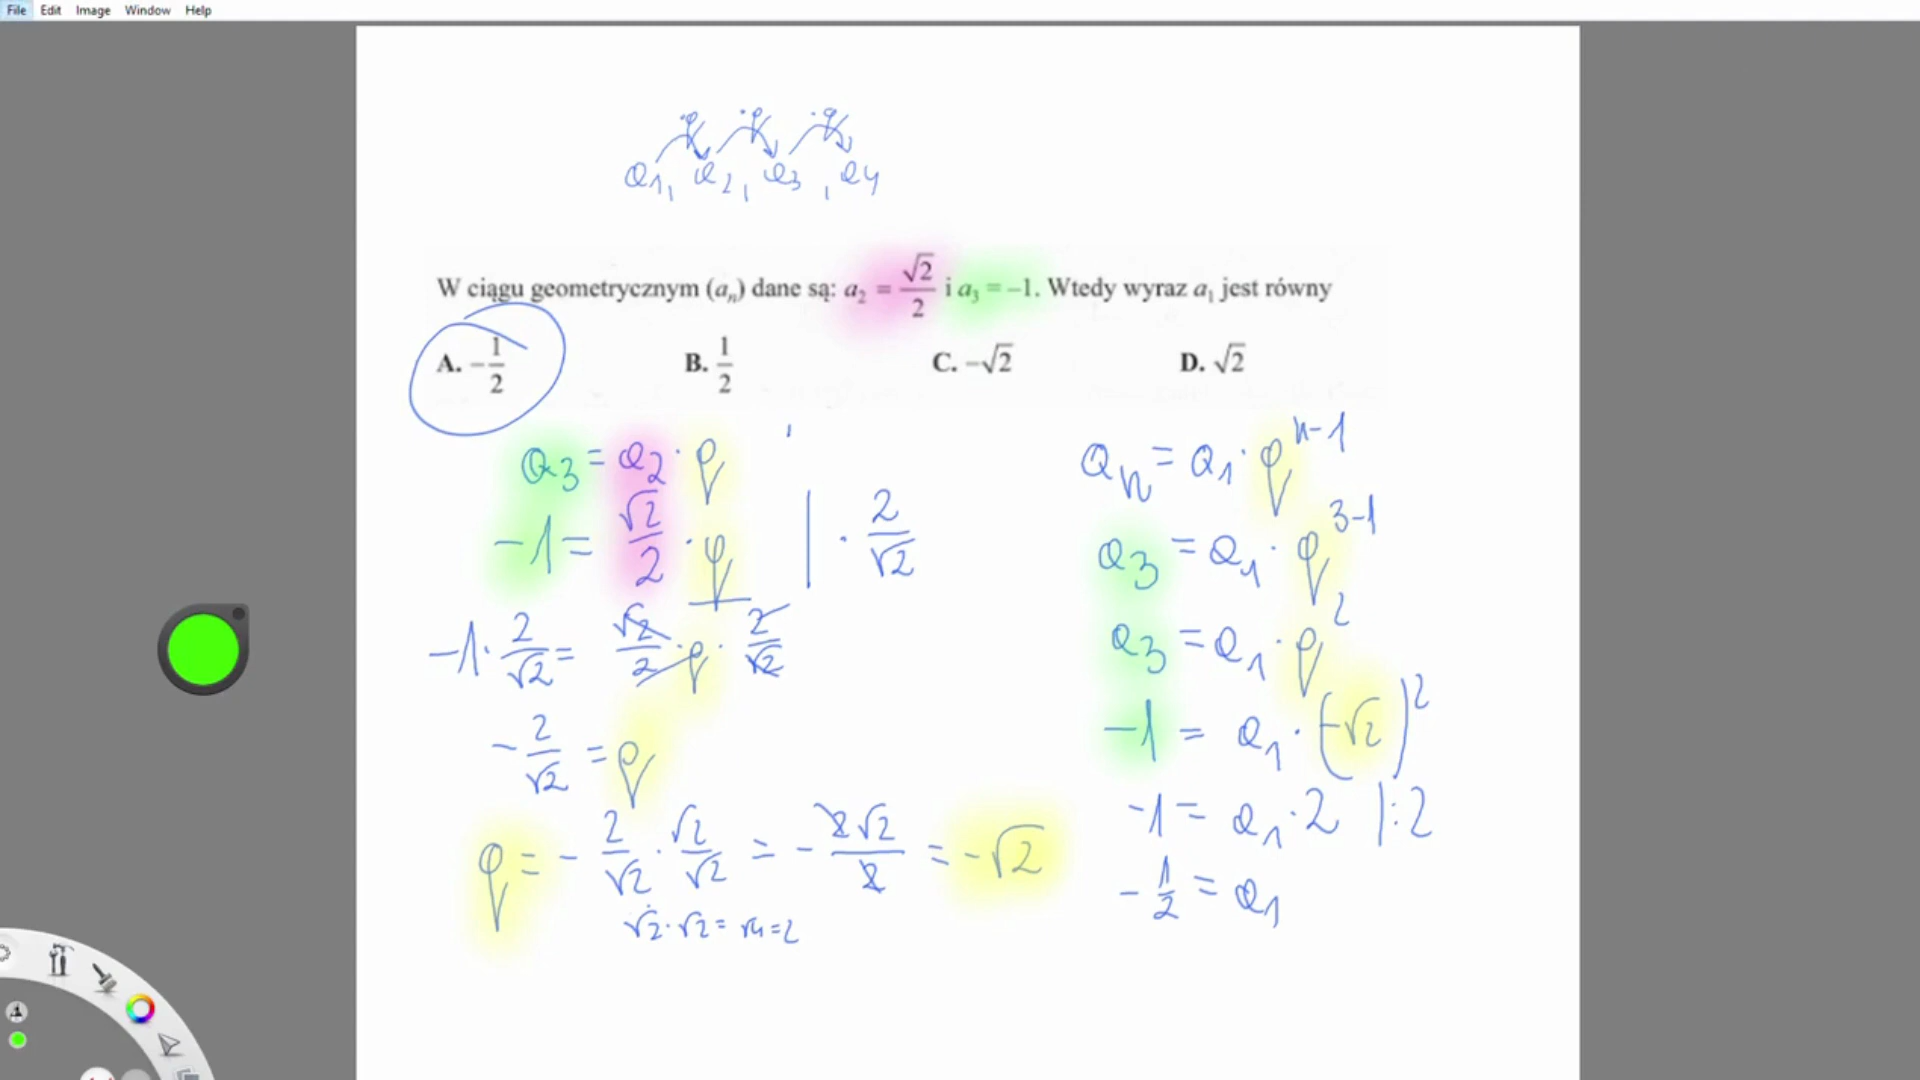 File Edit Image Window Help
·q ·q ·q
a1, a2, a3, a4
W ciągu geometrycznym (aₙ) dane są: a₂ = √2/2 i a₃ = –1. Wtedy wyraz a₁ jest równy
A. –1/2 B. 1/2 C. –√2 D. √2
a3 = a2 · q
-1 = √2/2 · q | · 2/√2
-1 · 2/√2 = √2/2 · q · 2/√2
- 2/√2 = q
q = - 2/√2 · √2/√2 = - 2√2/2 = -√2
√2 · √2 = √4 = 2
an = a1 · q^n-1
a3 = a1 · q^3-1
a3 = a1 · q^2
-1 = a1 · (-√2)^2
-1 = a1 · 2 |:2
- 1/2 = a1